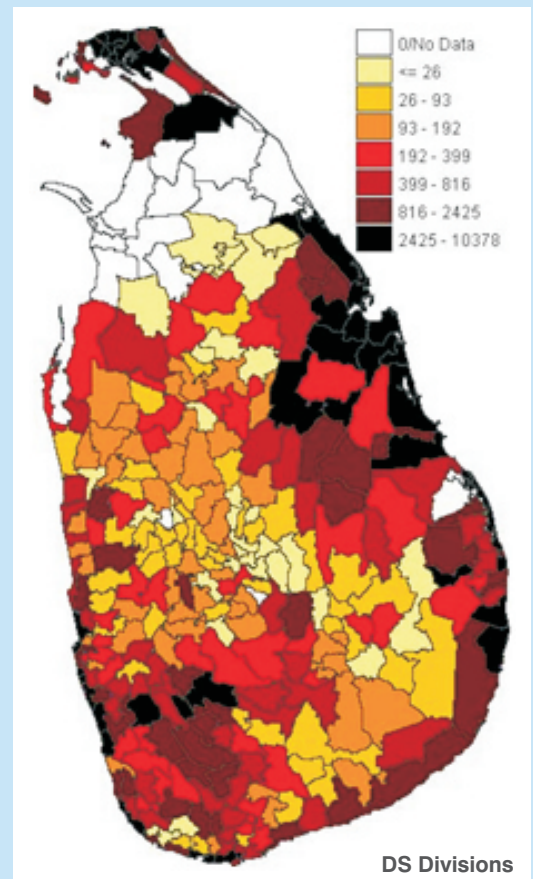 0/No Data
<= 26
26 - 93
93 - 192
192 - 399
399 - 816
816 - 2425
2425 - 10378
DS Divisions